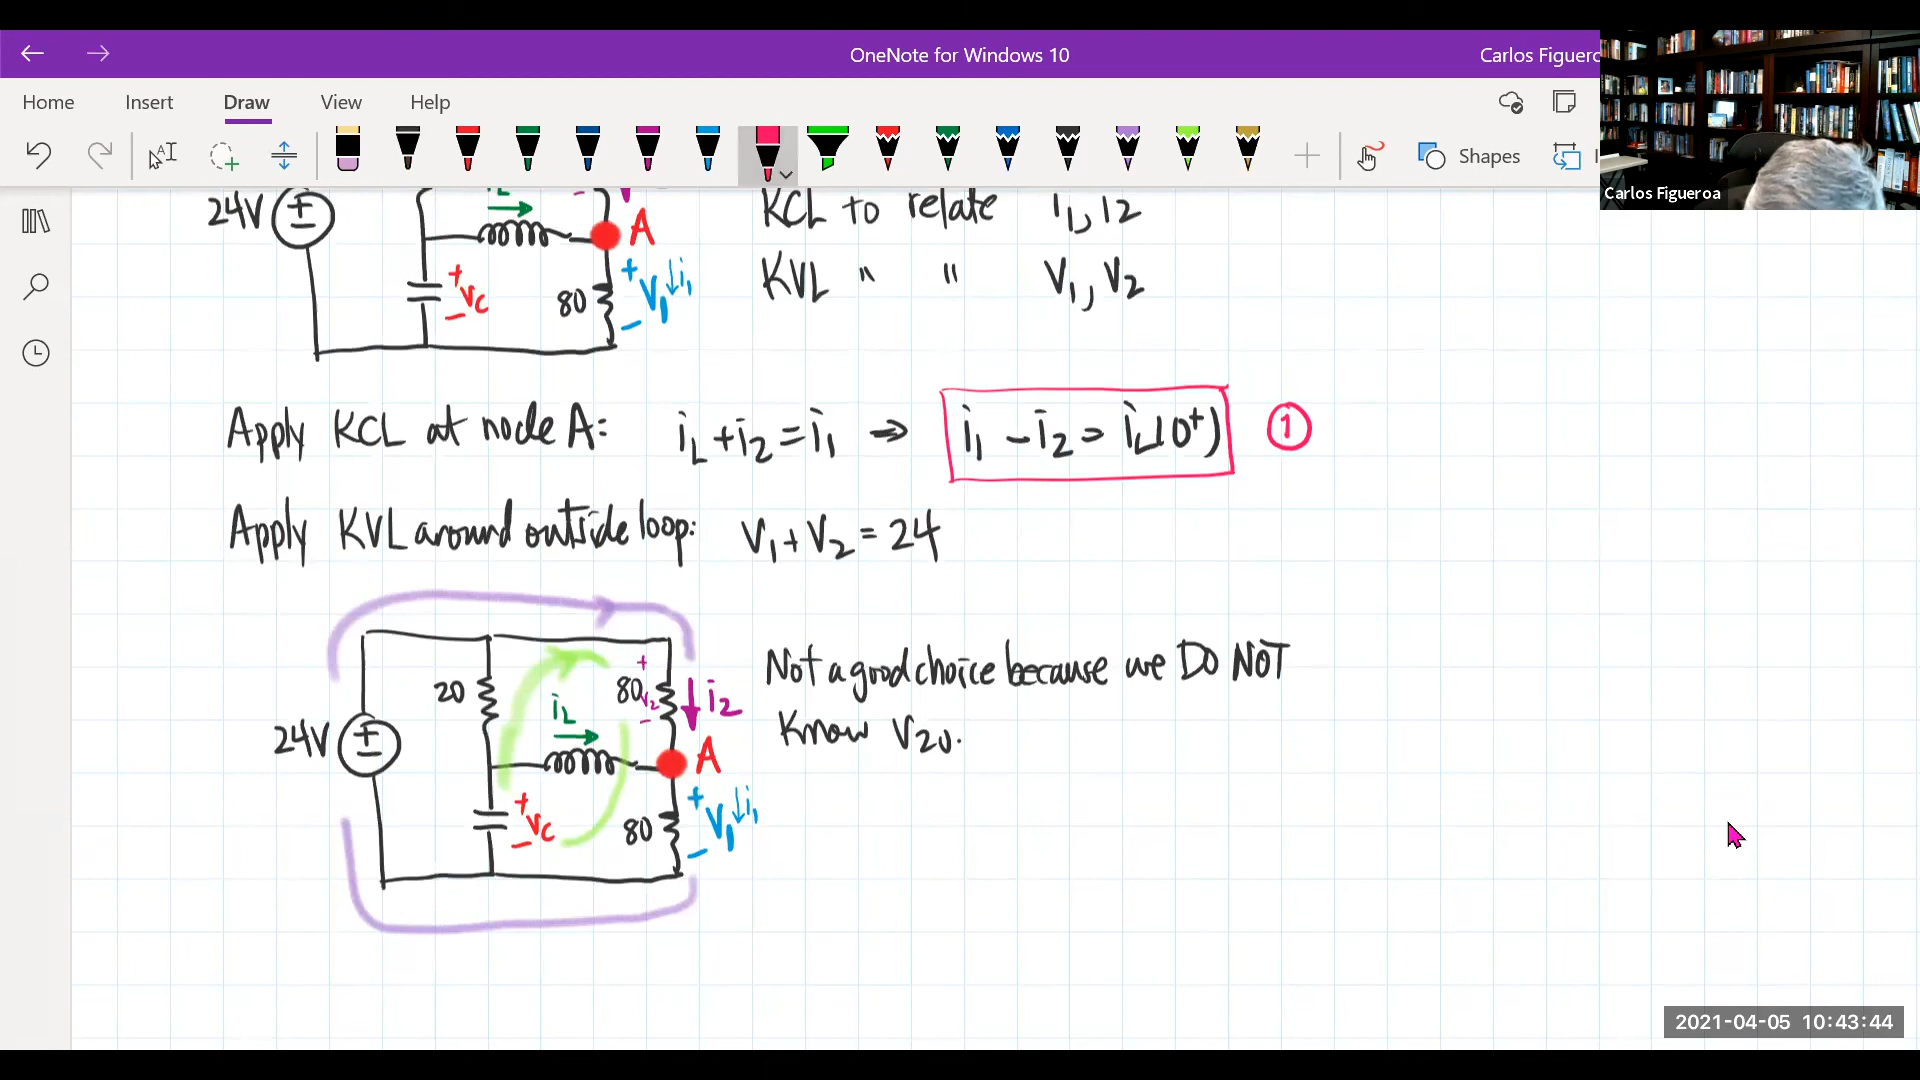 OneNote for Windows 10
Carlos Figuero
Home Insert Draw View Help
Shapes
Carlos Figueroa
24V
iL
A
+ Vc −
80
+ V1 ↓i1 −
KCL to relate i1, i2
KVL " " V1, V2
Apply KCL at node A: iL + i2 = i1 ⇒ i1 − i2 = iL(0+) ①
Apply KVL around outside loop: V1 + V2 = 24
24V
20
iL
+ 80 V2 −
↓ i2
A
+ Vc −
80
+ V1 ↓i1 −
Not a good choice because we DO NOT
Know V20.
2021-04-05 10:43:44